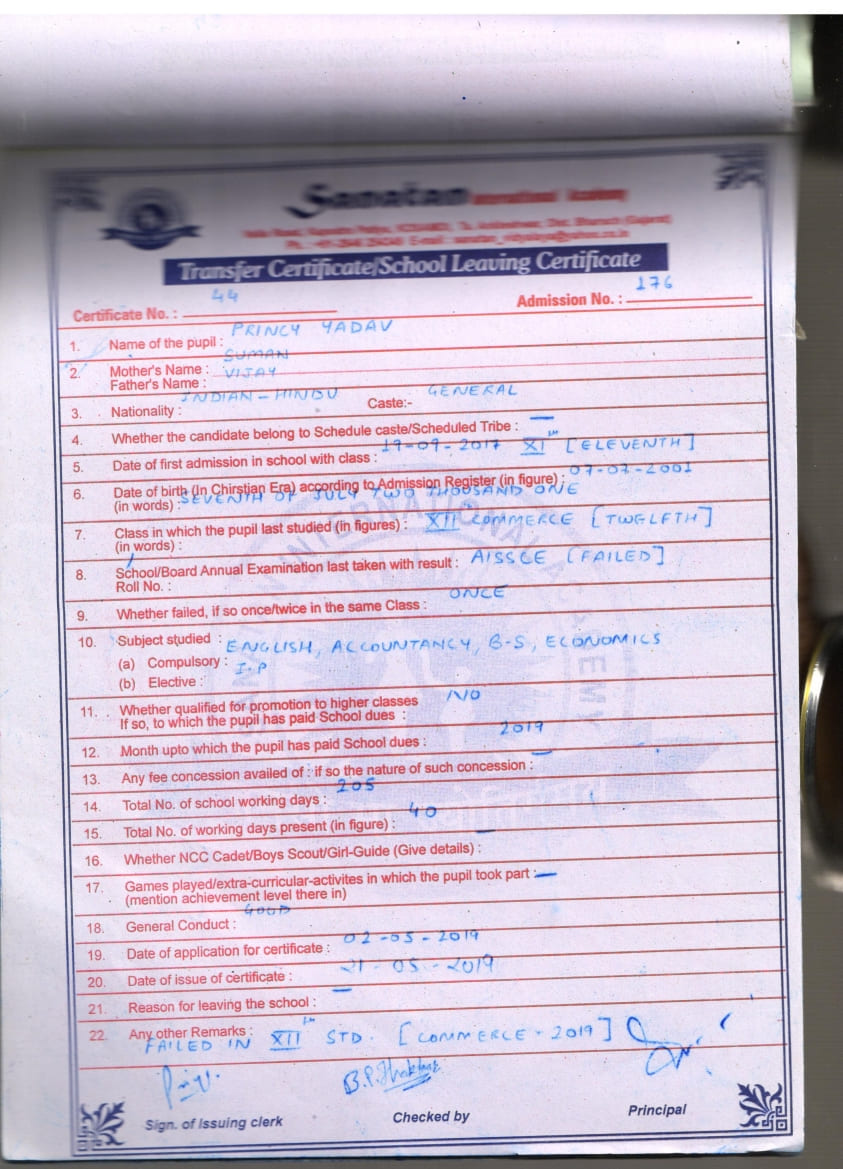 Sanatan International Academy
Transfer Certificate/School Leaving Certificate
Certificate No. : 44
Admission No. : 176
1. Name of the pupil : PRINCY YADAV
2. Mother's Name : SUMAN
Father's Name : VIJAY
3. Nationality : INDIAN - HINDU Caste:- GENERAL
4. Whether the candidate belong to Schedule caste/Scheduled Tribe : —
5. Date of first admission in school with class : 19-09-2017 XI th [ELEVENTH]
6. Date of birth (In Chirstian Era) according to Admission Register (in figure) : 07-07-2001
(in words) : SEVENTH OF JULY TWO THOUSAND ONE
7. Class in which the pupil last studied (in figures) : XII th COMMERCE [TWELFTH]
(in words) :
8. School/Board Annual Examination last taken with result : AISSCE [FAILED]
Roll No. :
9. Whether failed, if so once/twice in the same Class : ONCE
10. Subject studied : ENGLISH, ACCOUNTANCY, B-S, ECONOMICS
(a) Compulsory : I.P
(b) Elective :
11. Whether qualified for promotion to higher classes NO
If so, to which the pupil has paid School dues :
12. Month upto which the pupil has paid School dues : 2019
13. Any fee concession availed of : if so the nature of such concession : —
14. Total No. of school working days : 205
15. Total No. of working days present (in figure) : 40
16. Whether NCC Cadet/Boys Scout/Girl-Guide (Give details) : —
17. Games played/extra-curricular-activites in which the pupil took part : —
(mention achievement level there in)
18. General Conduct : GOOD
19. Date of application for certificate : 02-05-2019
20. Date of issue of certificate : 21-05-2019
21. Reason for leaving the school : —
22. Any other Remarks : FAILED IN XII th STD. [COMMERCE - 2019]
B.P.Thakkar
Sign. of Issuing clerk
Checked by
Principal